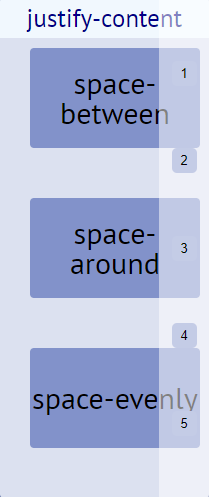 justify-content
space-
between
1
2
space-
around
3
4
space-evenly
5